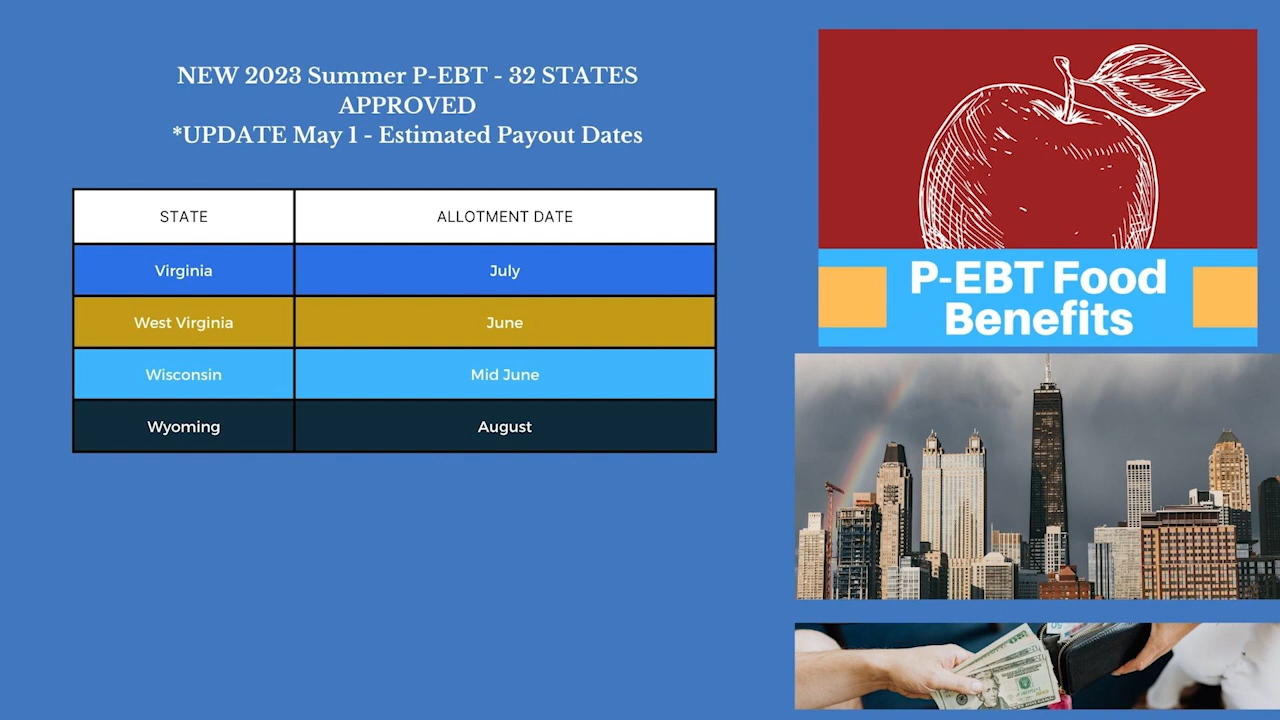 NEW 2023 Summer P-EBT - 32 STATES
APPROVED
*UPDATE May 1 - Estimated Payout Dates
STATE ALLOTMENT DATE
Virginia July
West Virginia June
Wisconsin Mid June
Wyoming August
P-EBT Food
Benefits